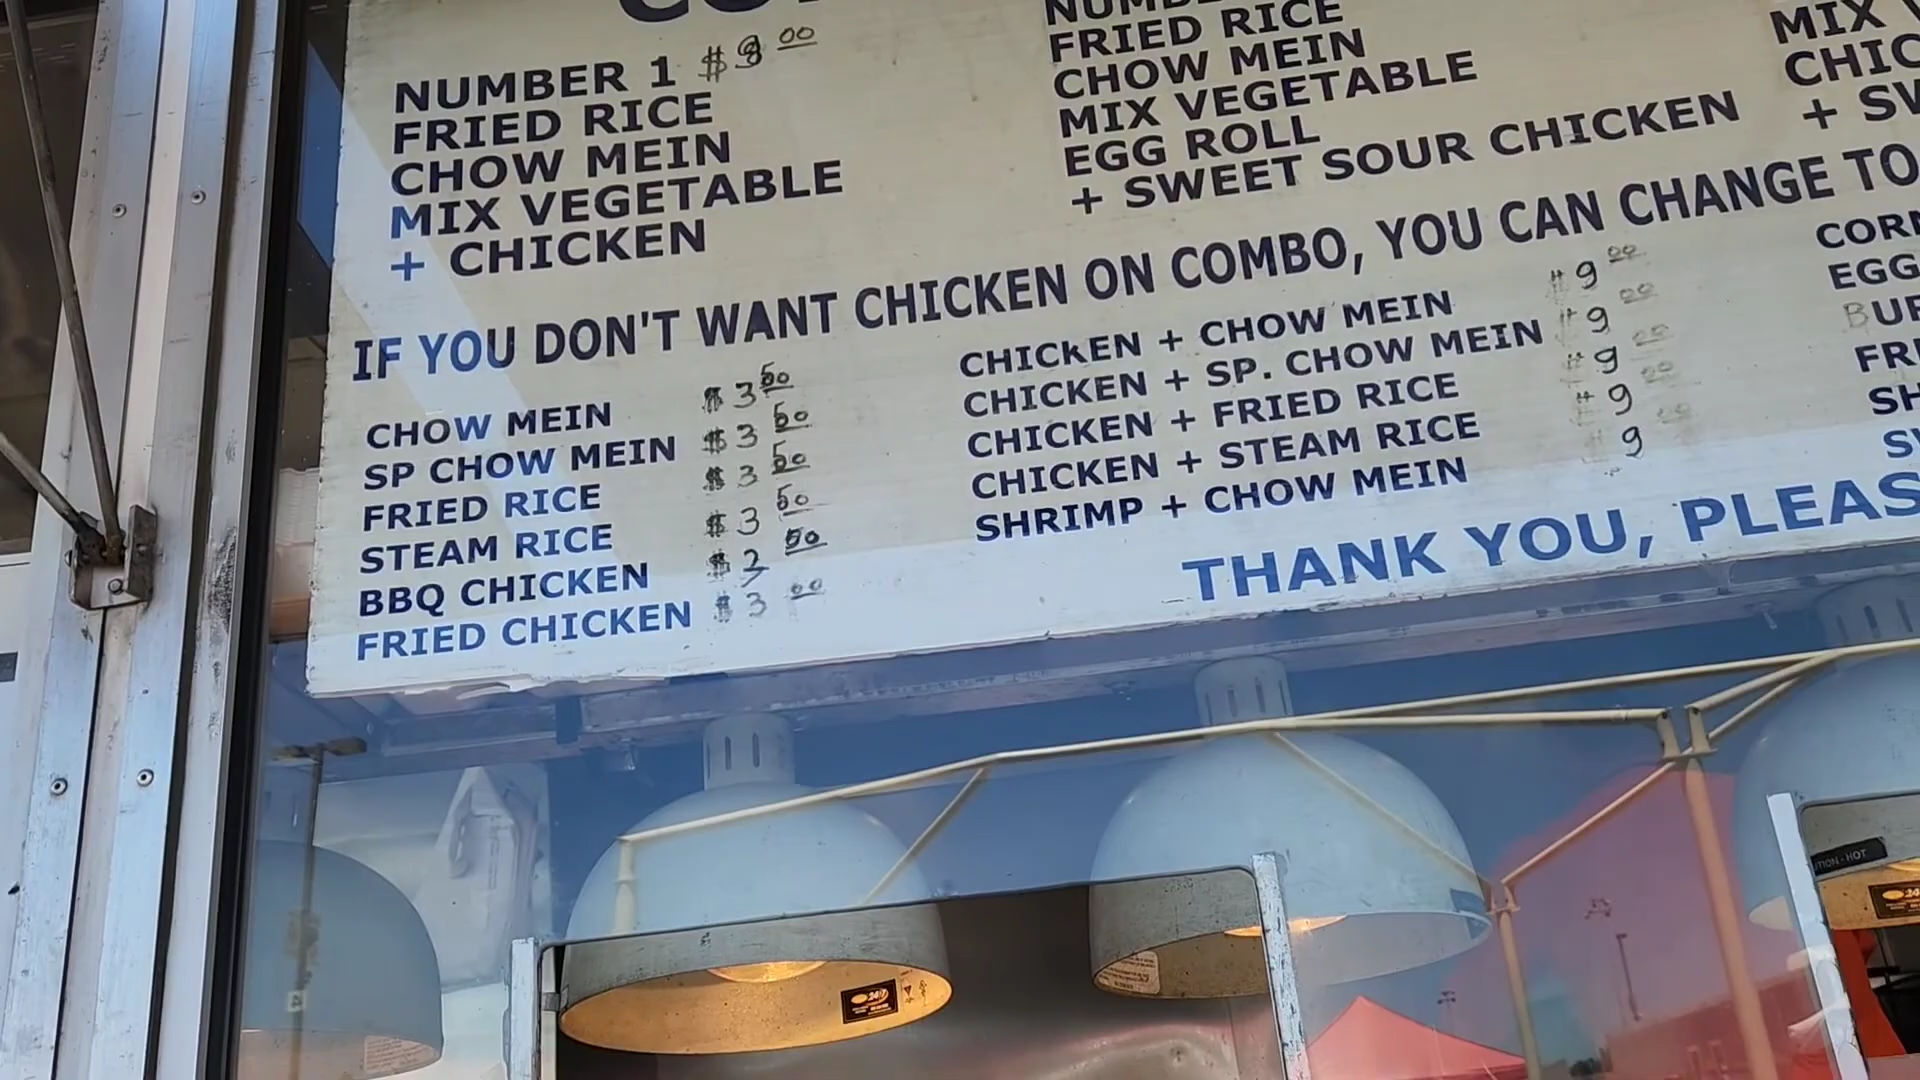 NUMBER 1 $9.00
FRIED RICE
CHOW MEIN
MIX VEGETABLE
+ CHICKEN
FRIED RICE
CHOW MEIN
MIX VEGETABLE
EGG ROLL
+ SWEET SOUR CHICKEN
MIX
IF YOU DON'T WANT CHICKEN ON COMBO, YOU CAN CHANGE TO
CHOW MEIN $3.50
SP CHOW MEIN $3.50
FRIED RICE $3.50
STEAM RICE $3.50
BBQ CHICKEN $2.50
FRIED CHICKEN $3.00
CHICKEN + CHOW MEIN $9.00
CHICKEN + SP. CHOW MEIN $9.00
CHICKEN + FRIED RICE $9.00
CHICKEN + STEAM RICE $9.00
SHRIMP + CHOW MEIN 9.00
EGG
THANK YOU,